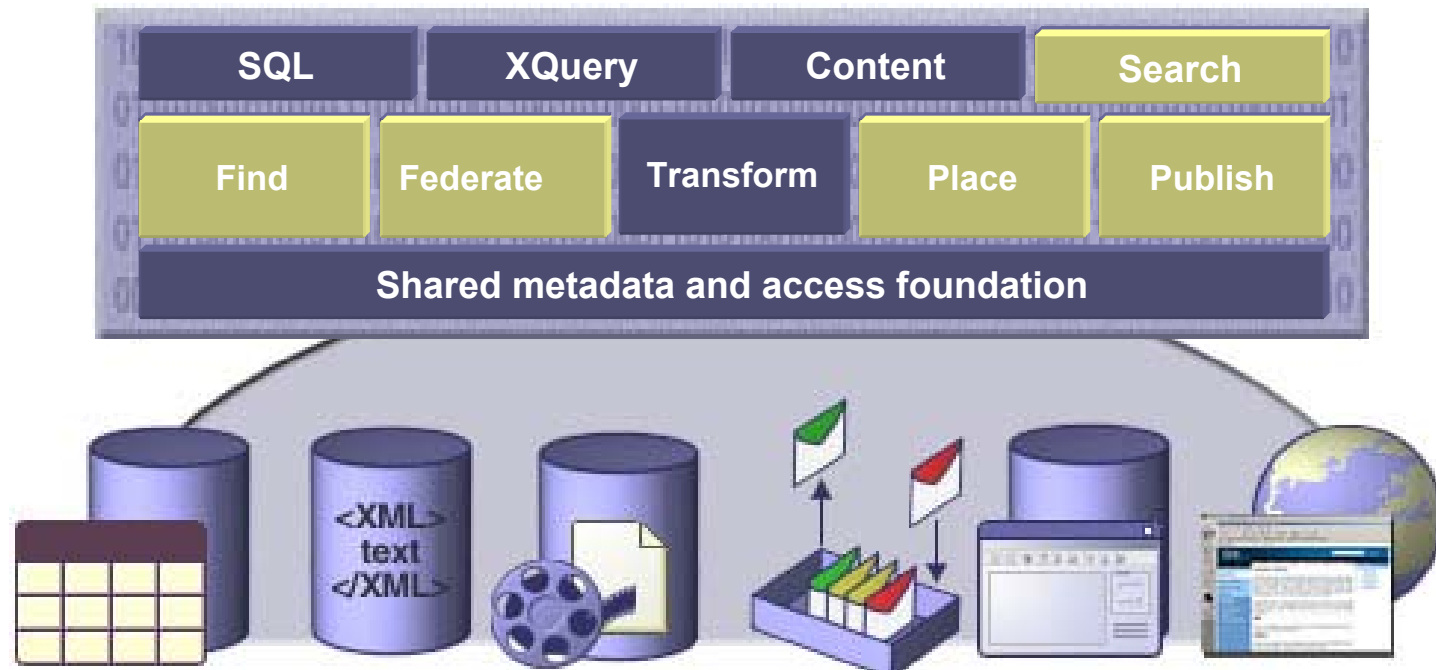 SQL XQuery Content Search
Find Federate Transform Place Publish
Shared metadata and access foundation
<XML>
text
</XML>